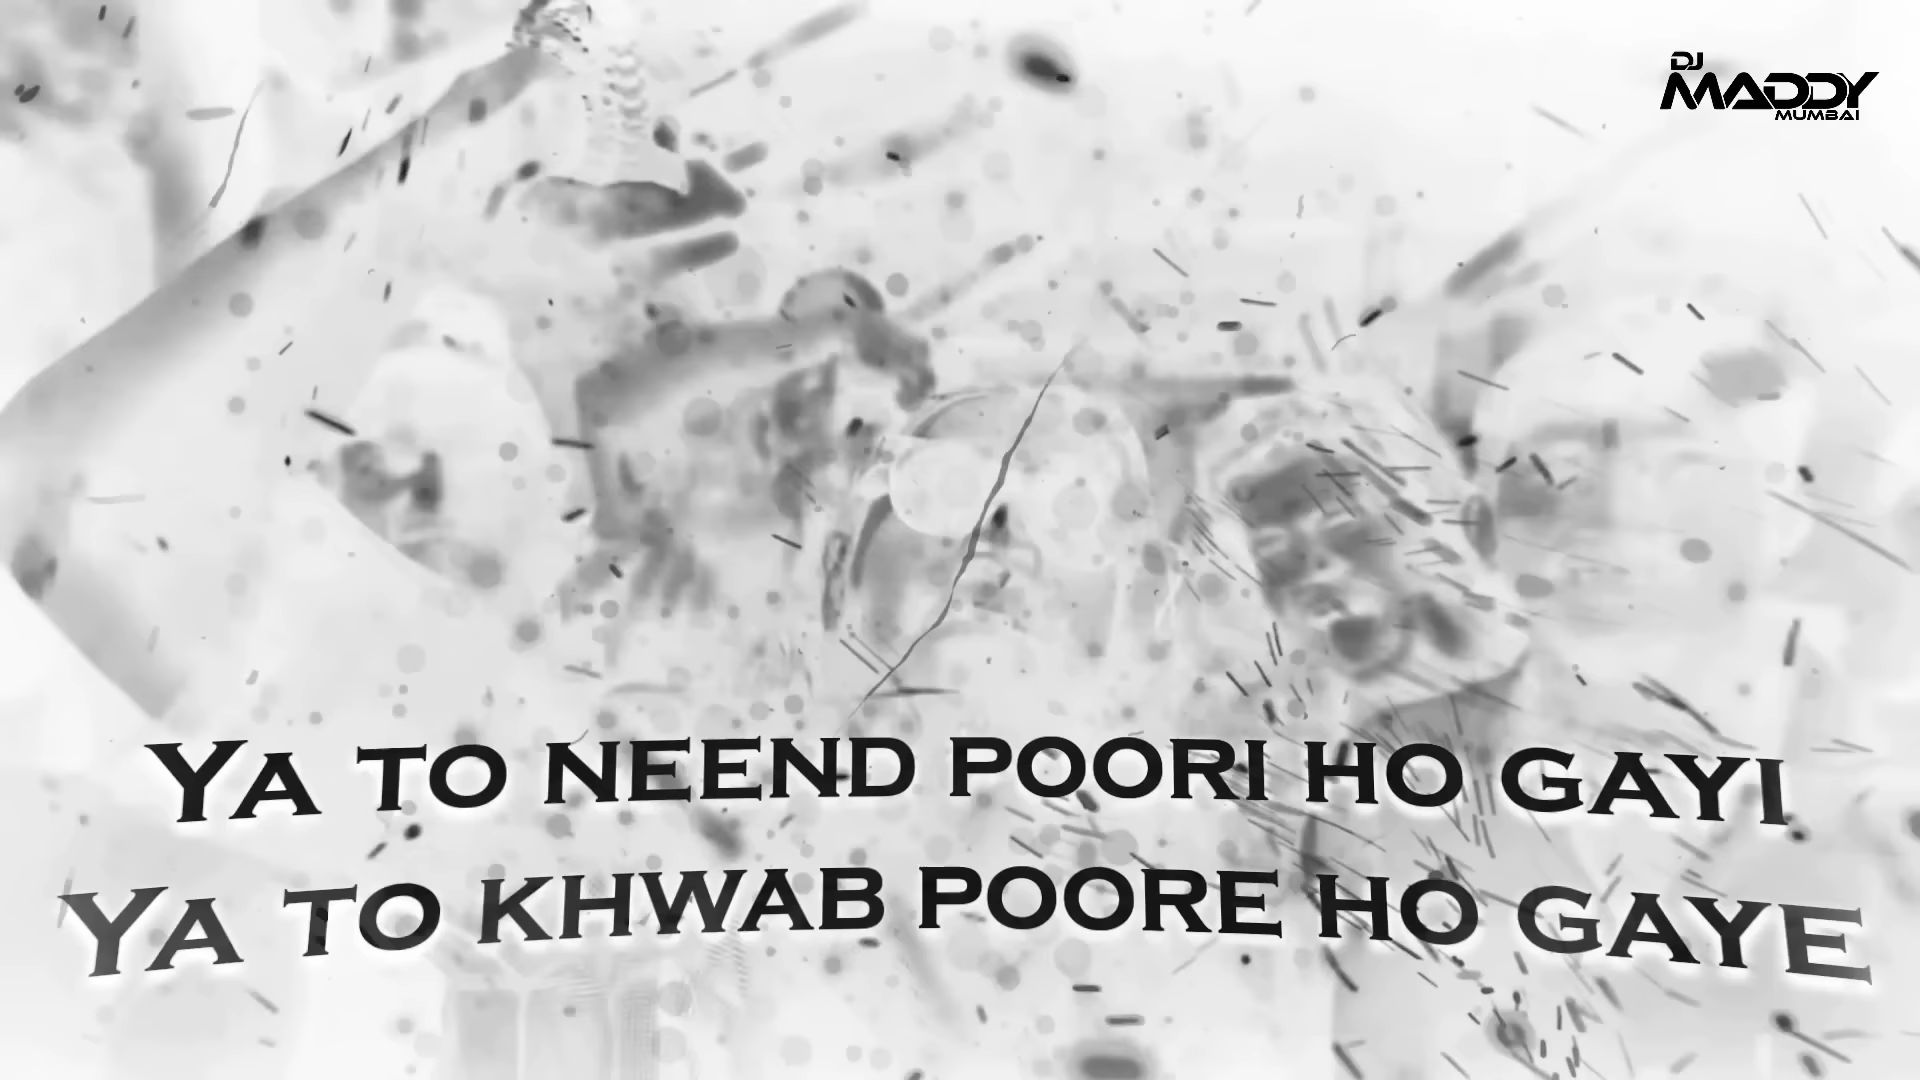 DJ
MADDY
MUMBAI
YA TO NEEND POORI HO GAYI
YA TO KHWAB POORE HO GAYE